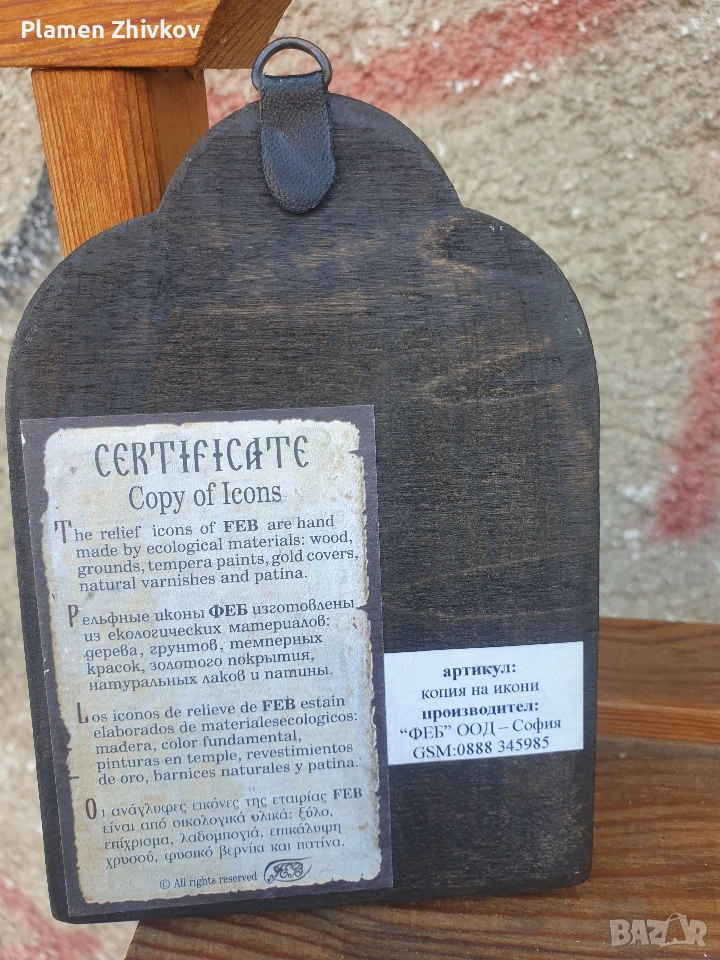 Plamen Zhivkov
CERTIFICATE
Copy of Icons
The relief icons of FEB are hand
made by ecological materials: wood,
grounds, tempera paints, gold covers,
natural varnishes and patina.
Рельфные иконы ФЕБ изготовлены
из екологических материалов:
дерева, грунтов, темперных
красок, золотого покрытия,
натуральных лаков и патины.
Los iconos de relieve de FEB estain
elaborados de materialesecologicos:
madera, color fundamental,
pinturas en temple, revestimientos
de oro, barnices naturales y patina.
Οι ανάγλυφες εικόνες της εταιρίας FEB
είναι από οικολογικά υλικά: ξύλο,
επίχρισμα, λαδομπογιά, επικάλυψη
χρυσού, φυσικό βερνίκι και πατίνα.
© All rights reserved
артикул:
копия на икони
производител:
“ФЕБ” ООД – София
GSM:0888 345985
BAZAR